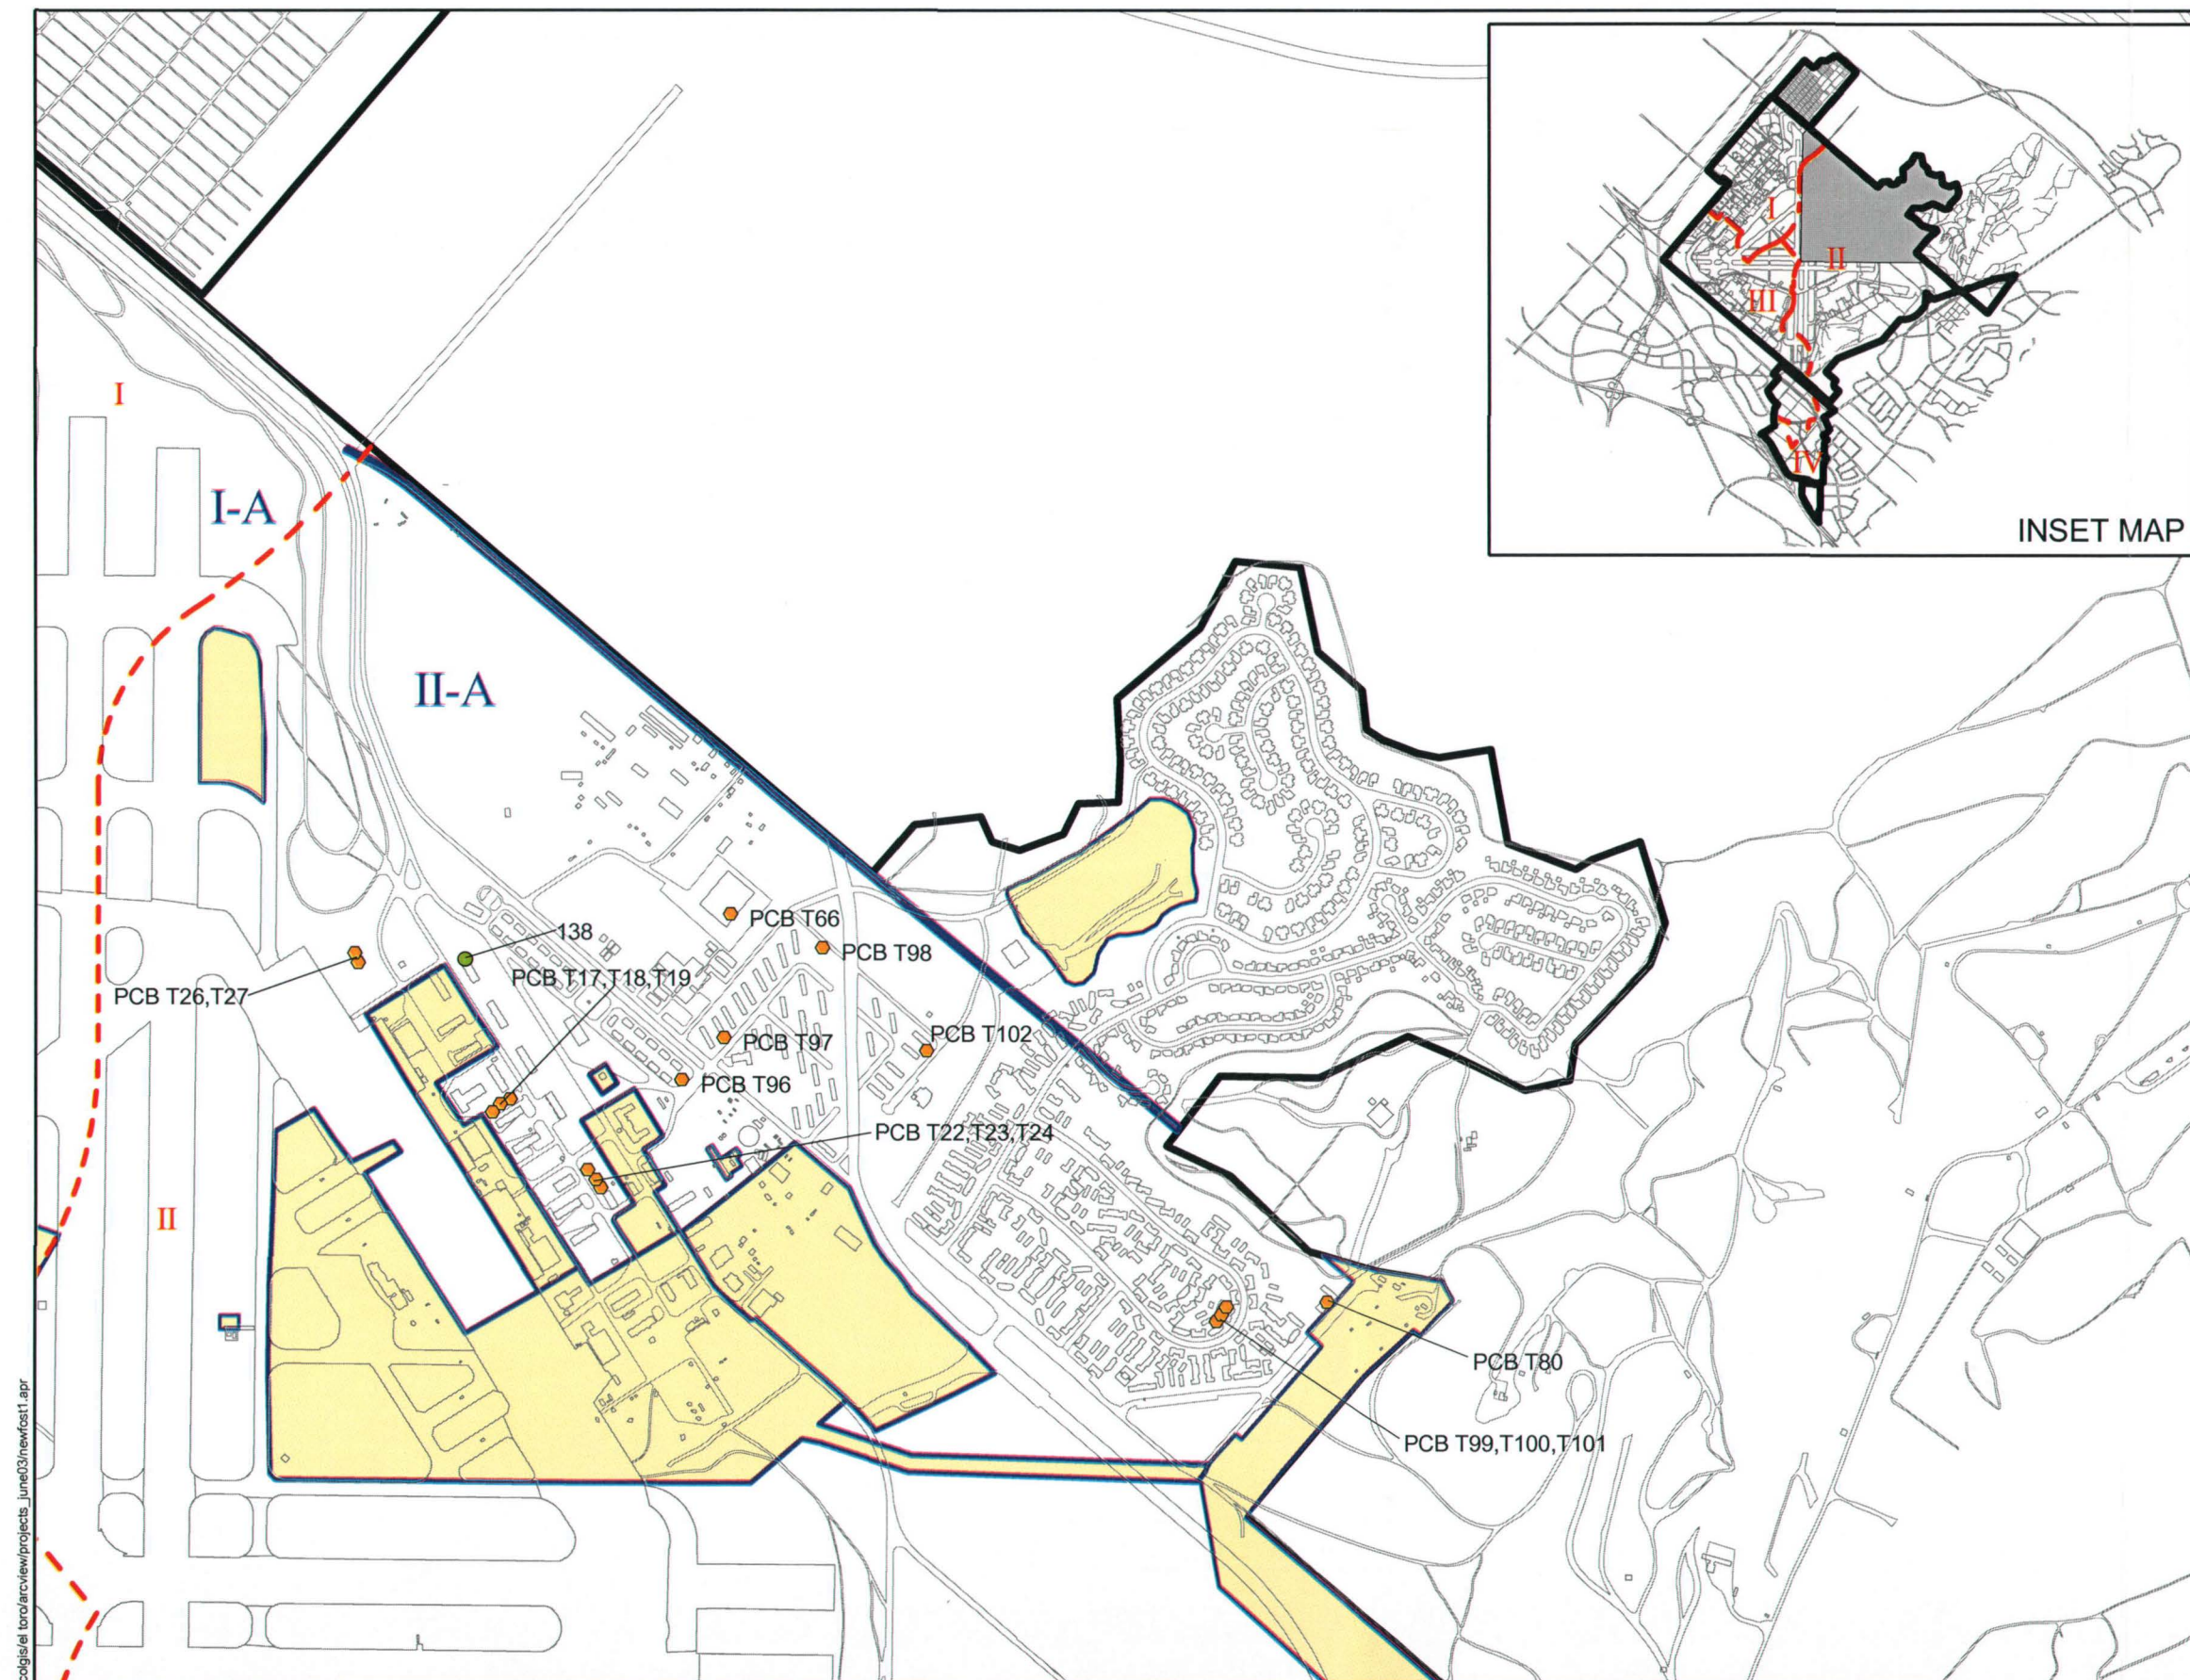 I
II
III
IV
INSET MAP
I
I-A
II-A
PCB T66
138
PCB T98
PCB T17,T18,T19
PCB T26,T27
PCB T102
PCB T97
PCB T96
PCB T22,T23,T24
II
PCB T80
PCB T99,T100,T101
colgis/el toro/arcview/projects_june03/newfost1.apr